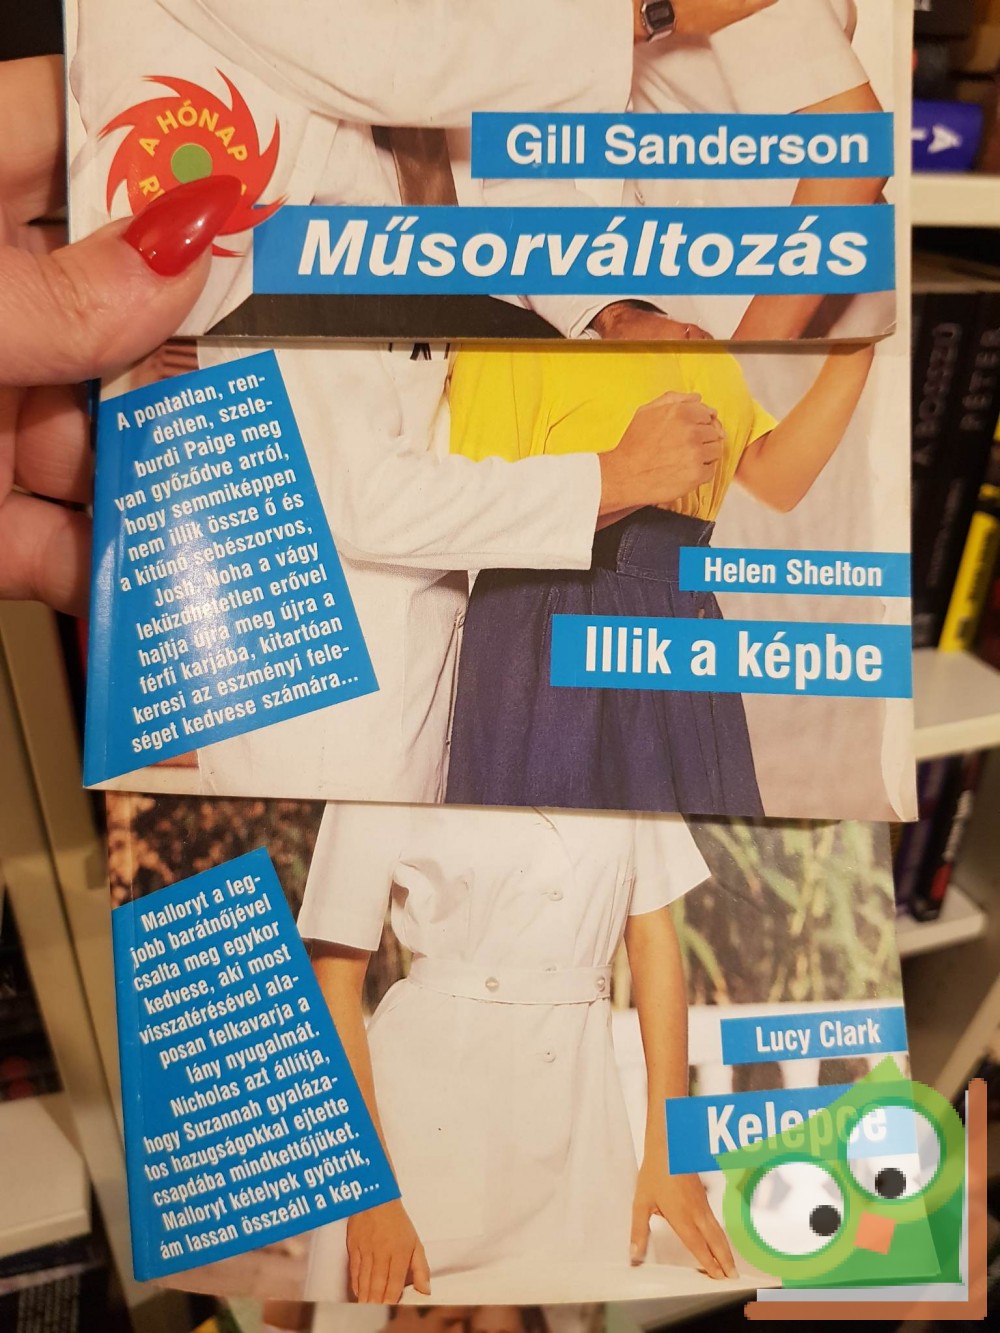 A HÓNAP
Gill Sanderson
Műsorváltozás
A pontatlan, ren-
detlen, szele-
burdi Paige meg
van győződve arról,
hogy semmiképpen
nem illik össze ő és
a kitűnő sebészorvos,
Josh. Noha a vágy
leküzdhetetlen erővel
hajtja újra meg újra a
férfi karjába, kitartóan
keresi az eszményi fele-
séget kedvese számára...
Helen Shelton
Illik a képbe
Malloryt a leg-
jobb barátnőjével
csalta meg egykor
kedvese, aki most
visszatérésével ala-
posan felkavarja a
lány nyugalmát.
Nicholas azt állítja,
hogy Suzannah gyaláza-
tos hazugságokkal ejtette
csapdába mindkettőjüket.
Malloryt kételyek gyötrik,
ám lassan összeáll a kép...
Lucy Clark
Kelepce
A BOSSZÚ
PÉTER